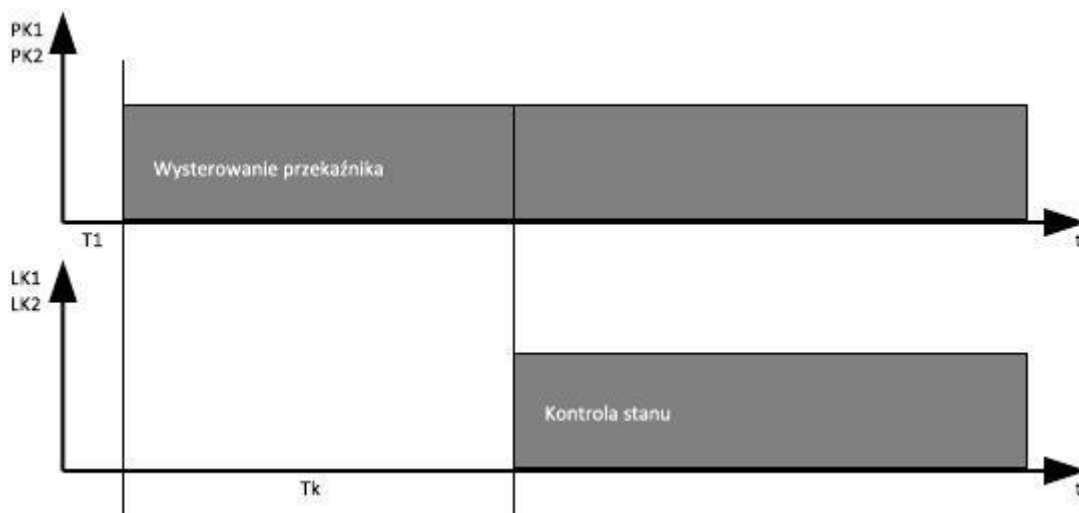 PK1
PK2
Wysterowanie przekaźnika
T1
t
LK1
LK2
Kontrola stanu
Tk
t